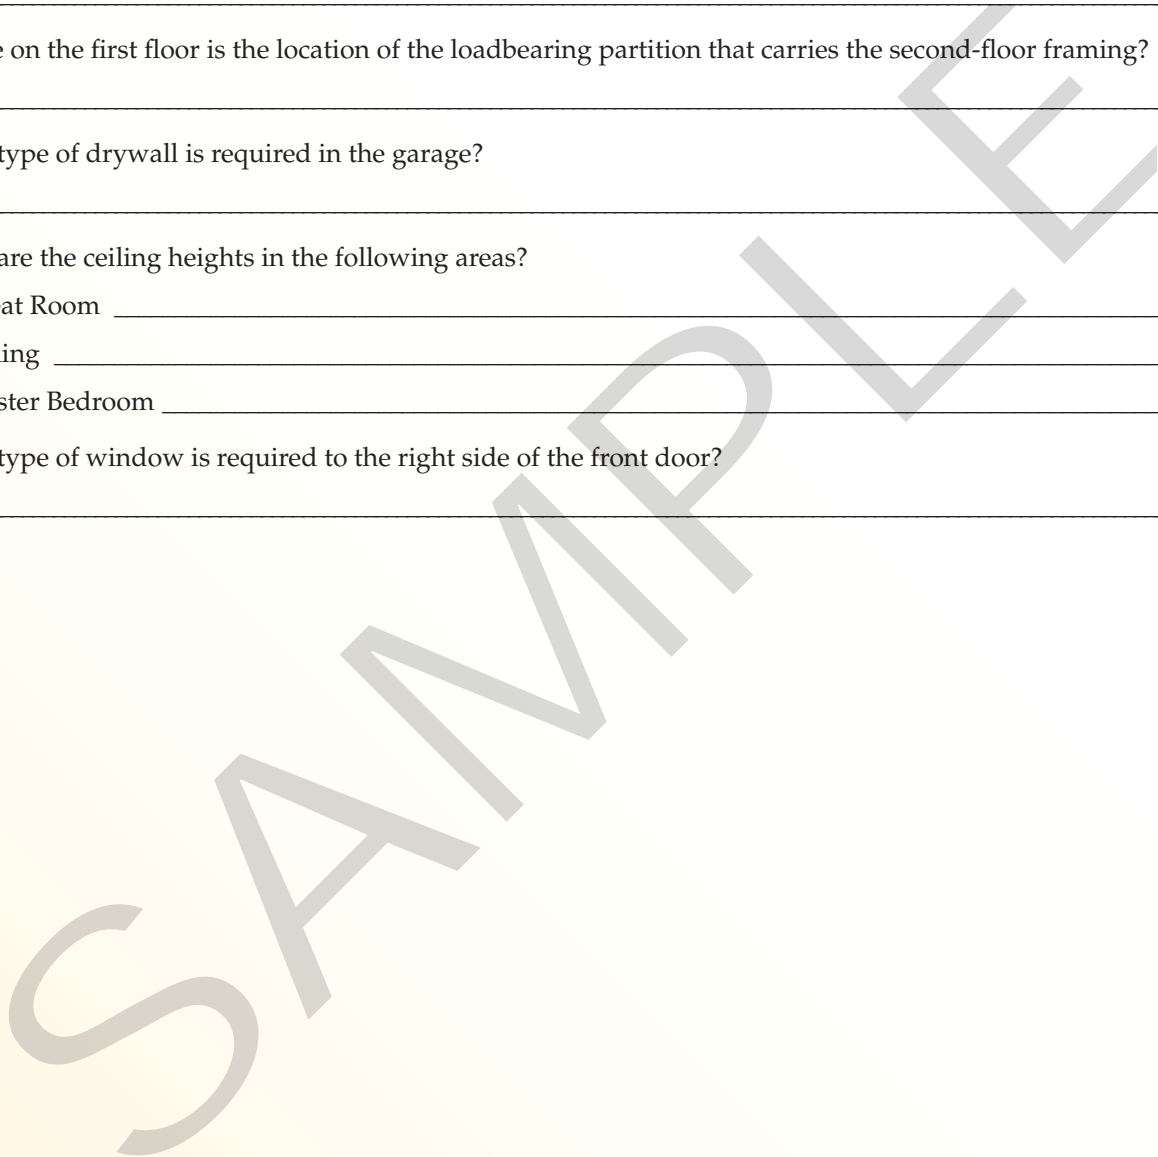 e on the first floor is the location of the loadbearing partition that carries the second-floor framing?
type of drywall is required in the garage?
are the ceiling heights in the following areas?
at Room
ing
ster Bedroom
type of window is required to the right side of the front door?
SAMPLE